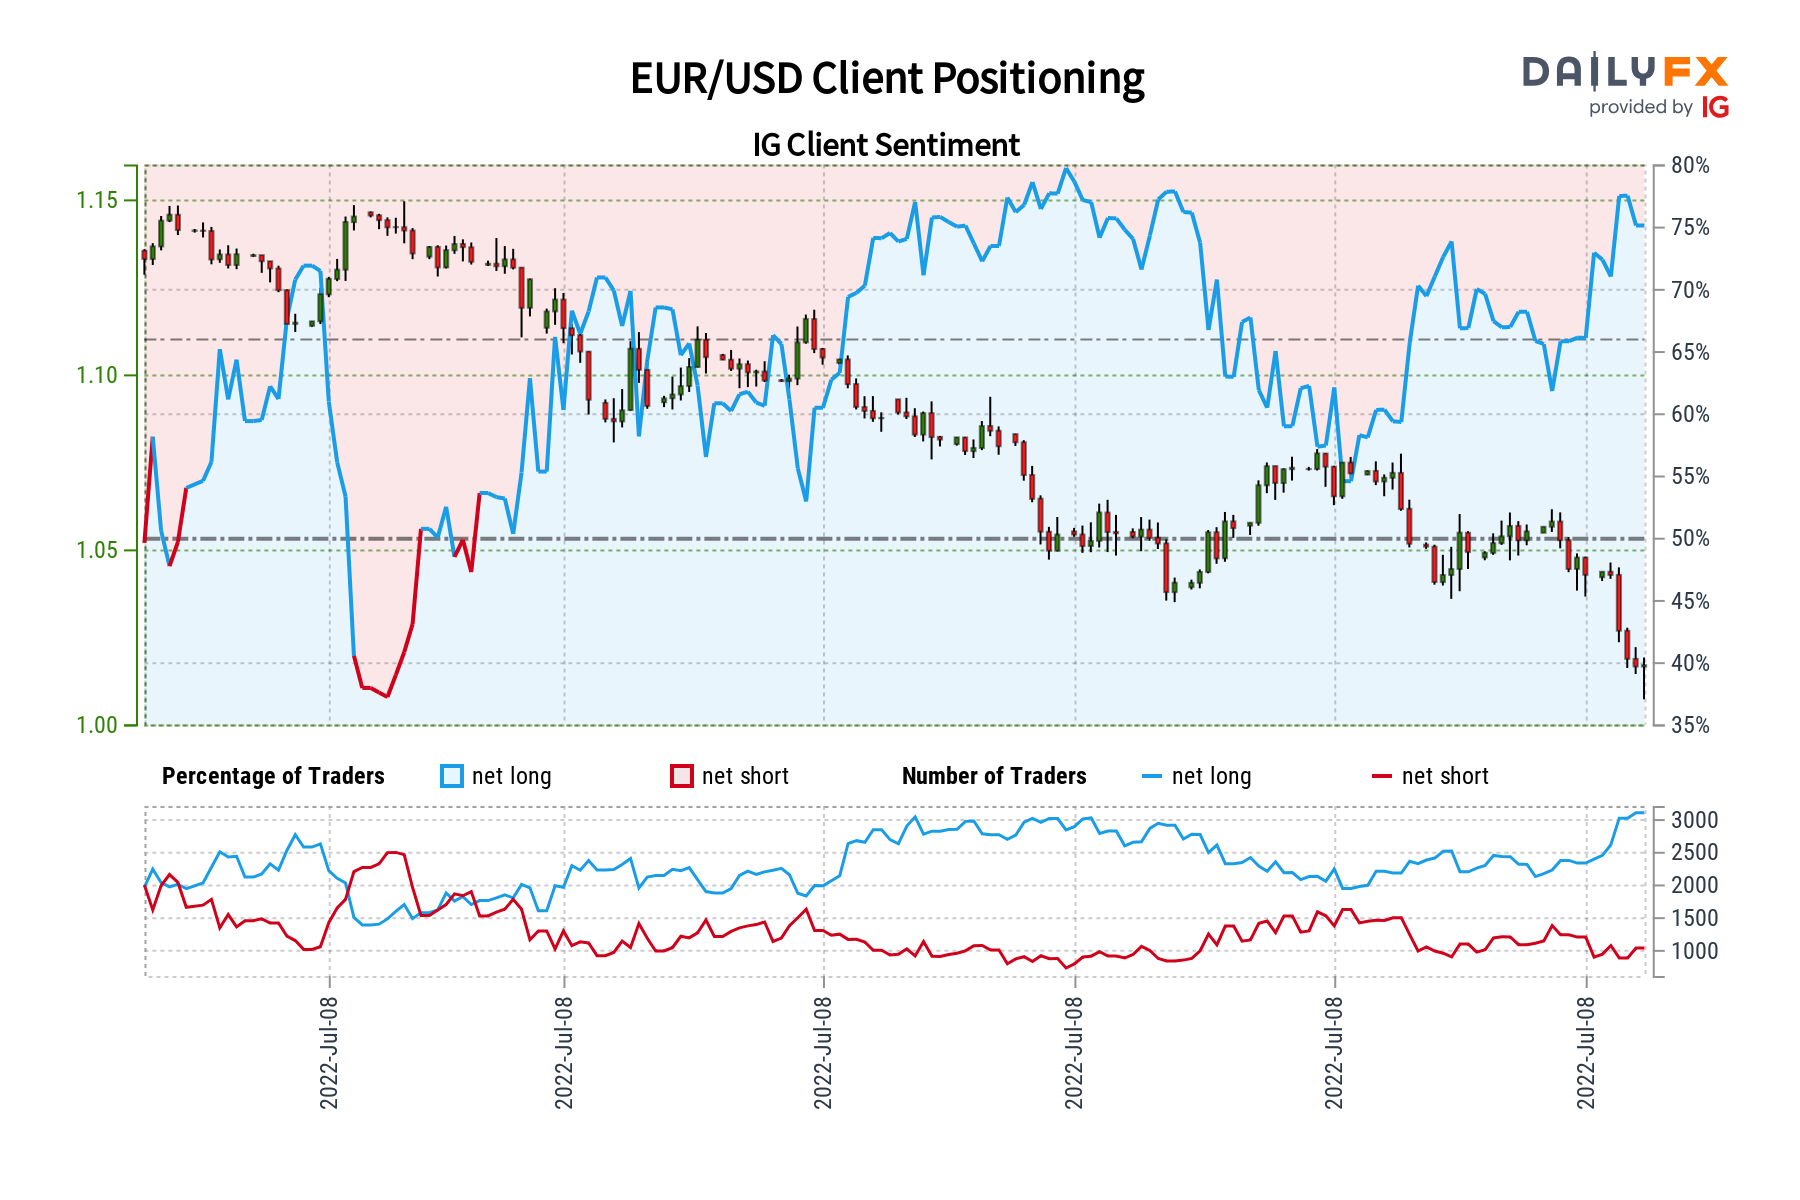 EUR/USD Client Positioning
DAILYFX
provided by IG
IG Client Sentiment
1.15
1.10
1.05
1.00
80%
75%
70%
65%
60%
55%
50%
45%
40%
35%
Percentage of Traders net long net short Number of Traders net long net short
3000
2500
2000
1500
1000
2022-Jul-08
2022-Jul-08
2022-Jul-08
2022-Jul-08
2022-Jul-08
2022-Jul-08